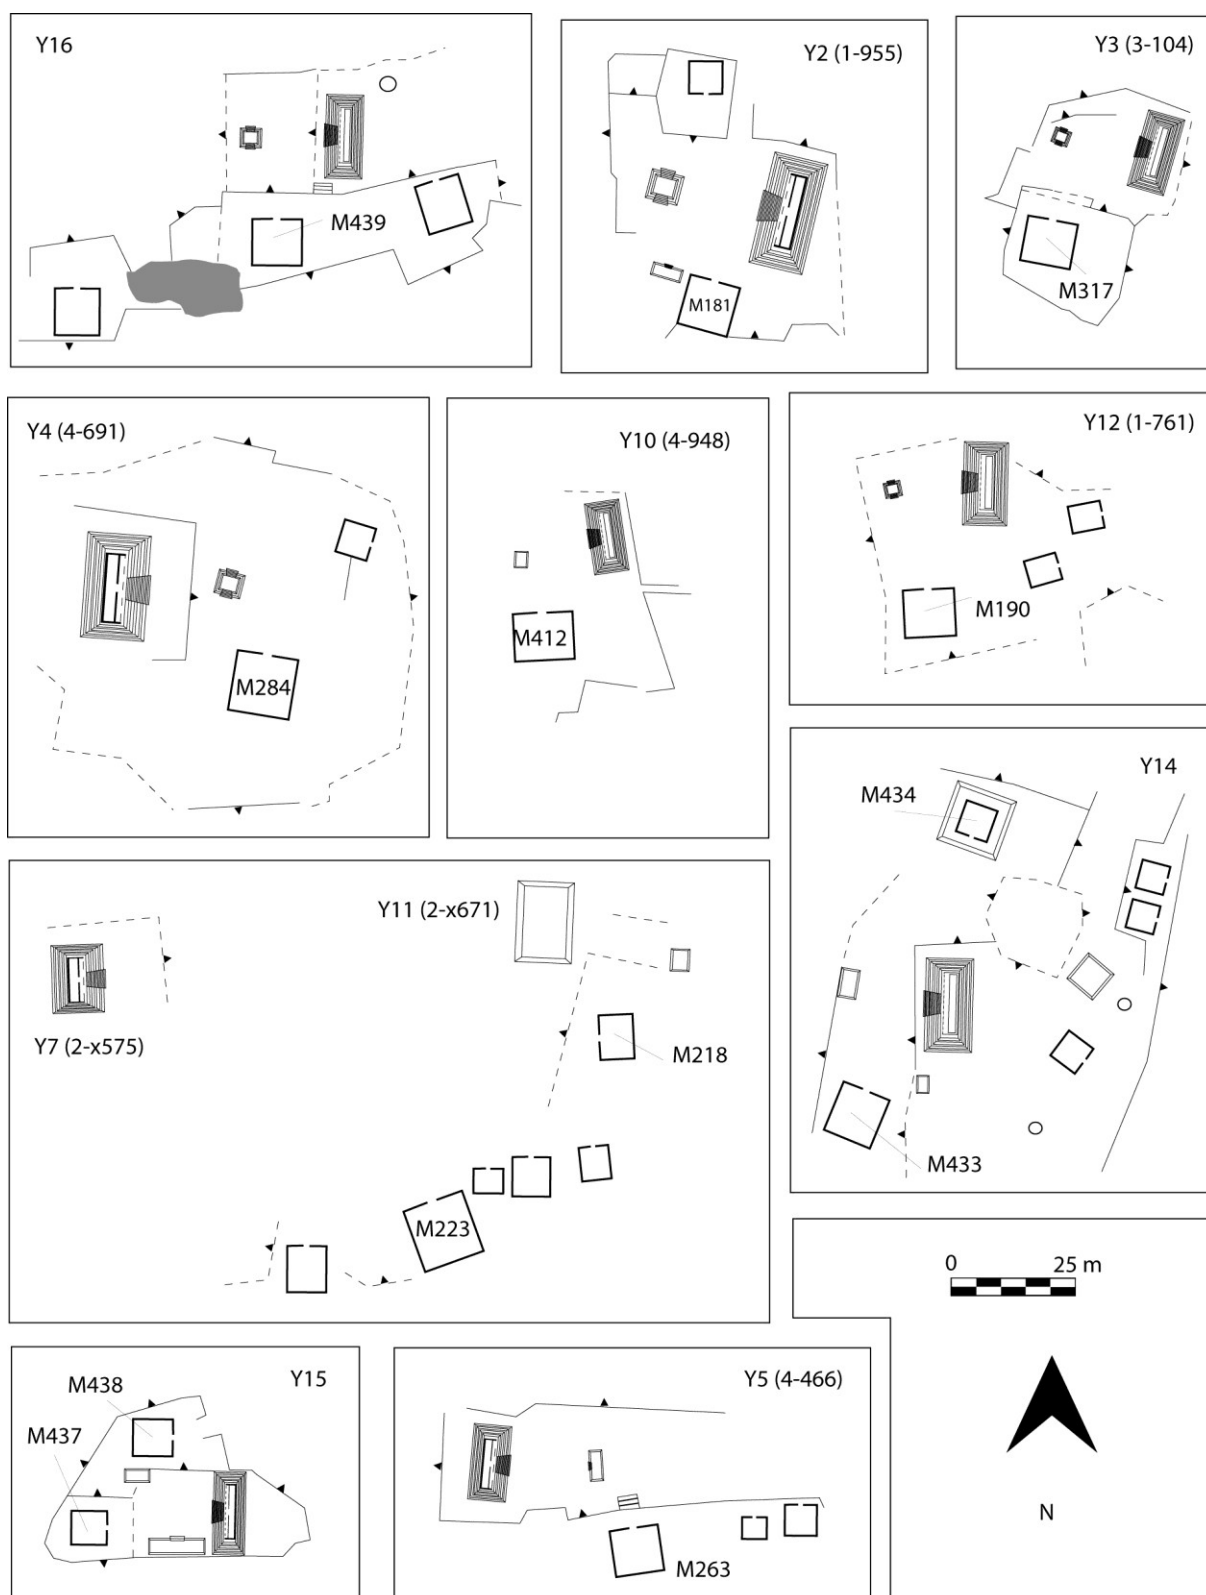 Y16
M439
Y2 (1-955)
M181
Y3 (3-104)
M317
Y4 (4-691)
M284
Y10 (4-948)
M412
Y12 (1-761)
M190
Y14
M434
M433
Y11 (2-x671)
Y7 (2-x575)
M218
M223
0 25 m
N
Y15
M438
M437
Y5 (4-466)
M263